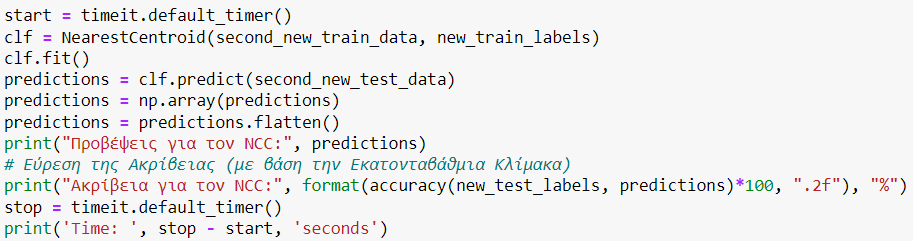 start = timeit.default_timer()
clf = NearestCentroid(second_new_train_data, new_train_labels)
clf.fit()
predictions = clf.predict(second_new_test_data)
predictions = np.array(predictions)
predictions = predictions.flatten()
print("Προβέψεις για τον NCC:", predictions)
# Εύρεση της Ακρίβειας (με βάση την Εκατονταβάθμια Κλίμακα)
print("Ακρίβεια για τον NCC:", format(accuracy(new_test_labels, predictions)*100, ".2f"), "%")
stop = timeit.default_timer()
print('Time: ', stop - start, 'seconds')